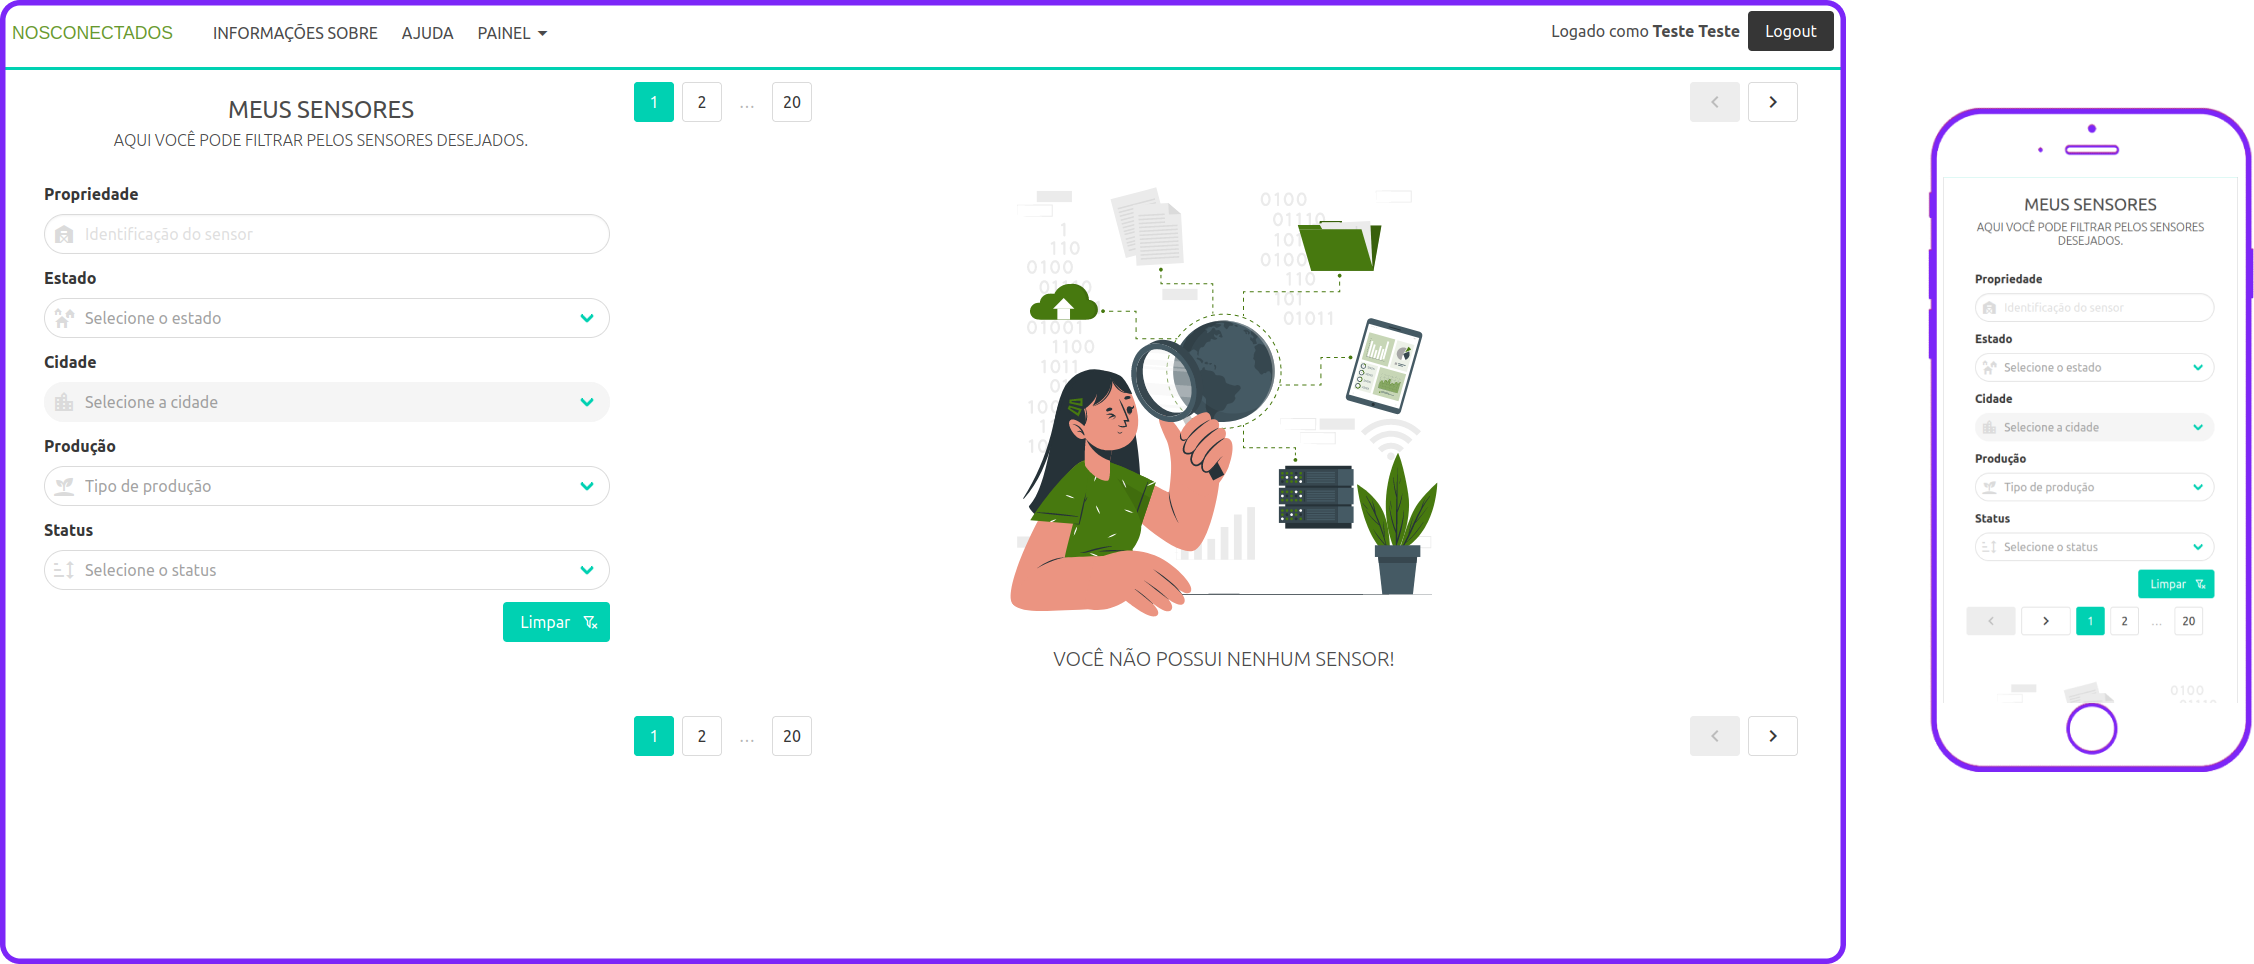 NOSCONECTADOS INFORMAÇÕES SOBRE AJUDA PAINEL Logado como Teste Teste Logout
MEUS SENSORES
AQUI VOCÊ PODE FILTRAR PELOS SENSORES DESEJADOS.
Propriedade
Identificação do sensor
Estado
Selecione o estado
Cidade
Selecione a cidade
Produção
Tipo de produção
Status
Selecione o status
Limpar
1 2 ... 20
0100
01110
101
0100
110
101
01011
1
110
0100
01110
01001
1100
1011
VOCÊ NÃO POSSUI NENHUM SENSOR!
1 2 ... 20
MEUS SENSORES
AQUI VOCÊ PODE FILTRAR PELOS SENSORES
DESEJADOS.
Propriedade
Identificação do sensor
Estado
Selecione o estado
Cidade
Selecione a cidade
Produção
Tipo de produção
Status
Selecione o status
Limpar
1 2 ... 20
0100